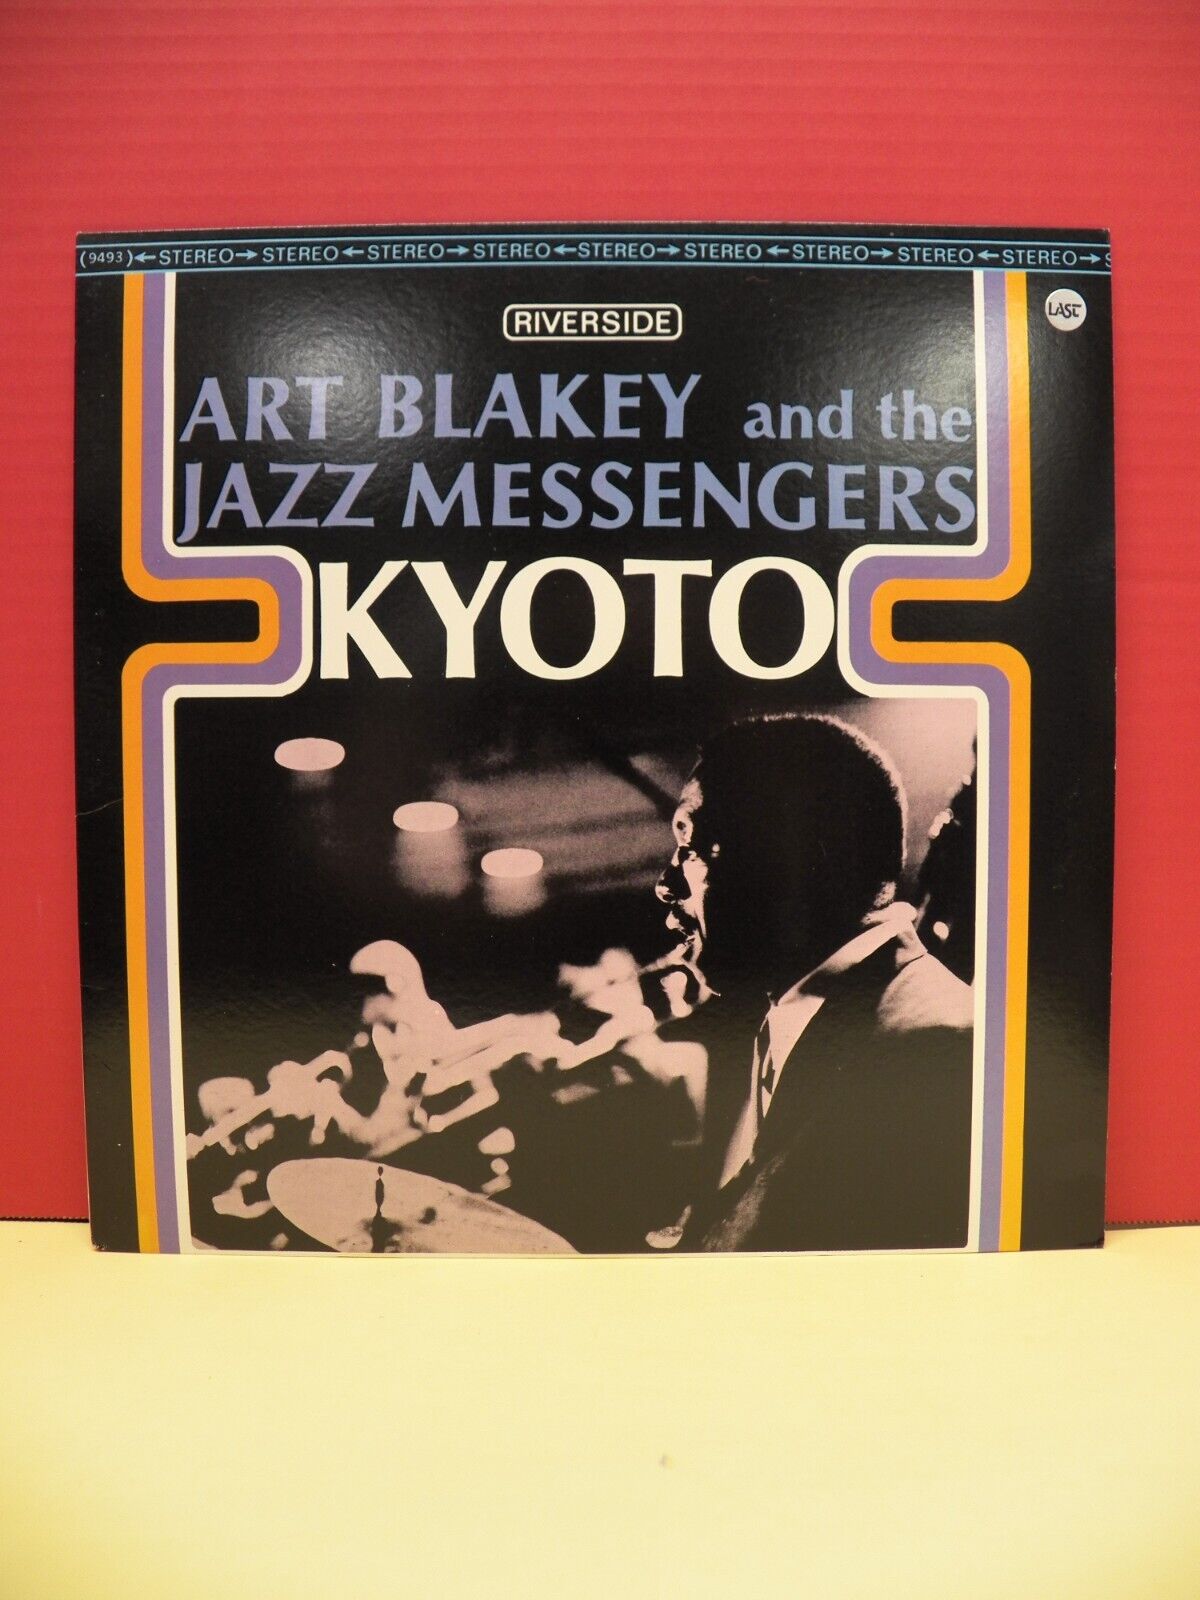 (9493)←STEREO→ STEREO ←STEREO→ STEREO ←STEREO→ STEREO ←STEREO→ STEREO ←STEREO→ S
LAST
RIVERSIDE
ART BLAKEY and the
JAZZ MESSENGERS
KYOTO